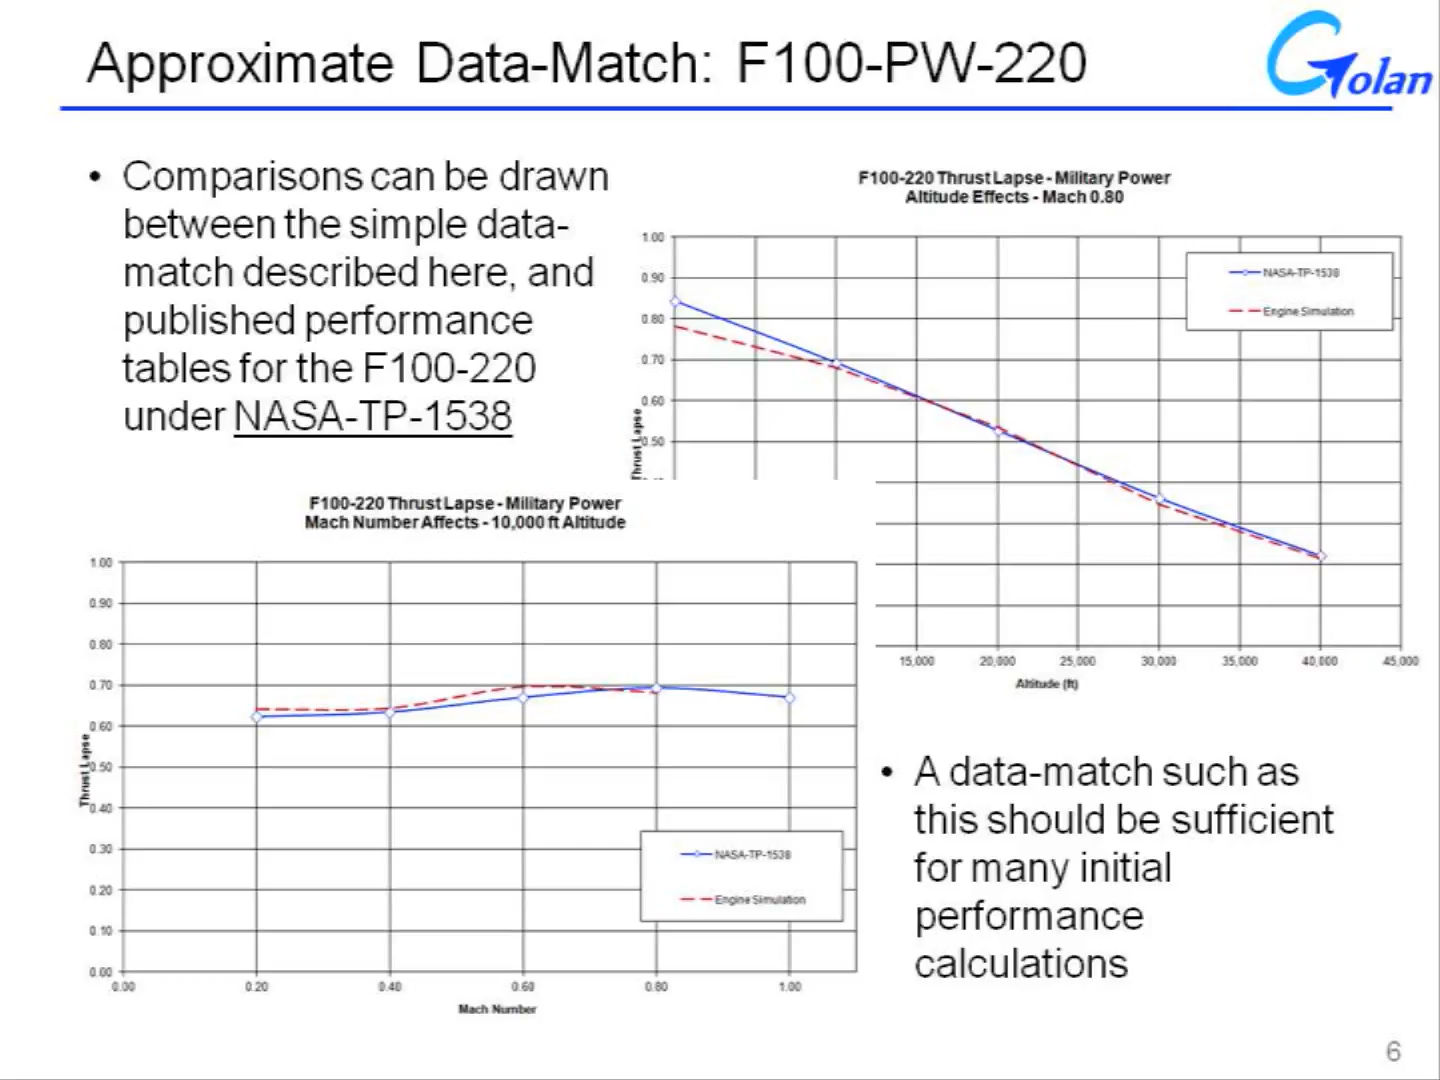 Approximate Data-Match: F100-PW-220
Golan
• Comparisons can be drawn
between the simple data-
match described here, and
published performance
tables for the F100-220
under NASA-TP-1538
F100-220 Thrust Lapse - Military Power
Altitude Effects - Mach 0.80
1.00
0.90
0.80
0.70
0.60
0.50
Thrust Lapse
NASA-TP-1538
Engine Simulation
15,000 20,000 25,000 30,000 35,000 40,000 45,000
Altitude (ft)
F100-220 Thrust Lapse - Military Power
Mach Number Affects - 10,000 ft Altitude
1.00
0.90
0.80
0.70
0.60
0.50
0.40
0.30
0.20
0.10
0.00
Thrust Lapse
NASA-TP-1538
Engine Simulation
0.00 0.20 0.40 0.60 0.80 1.00
Mach Number
• A data-match such as
this should be sufficient
for many initial
performance
calculations
6